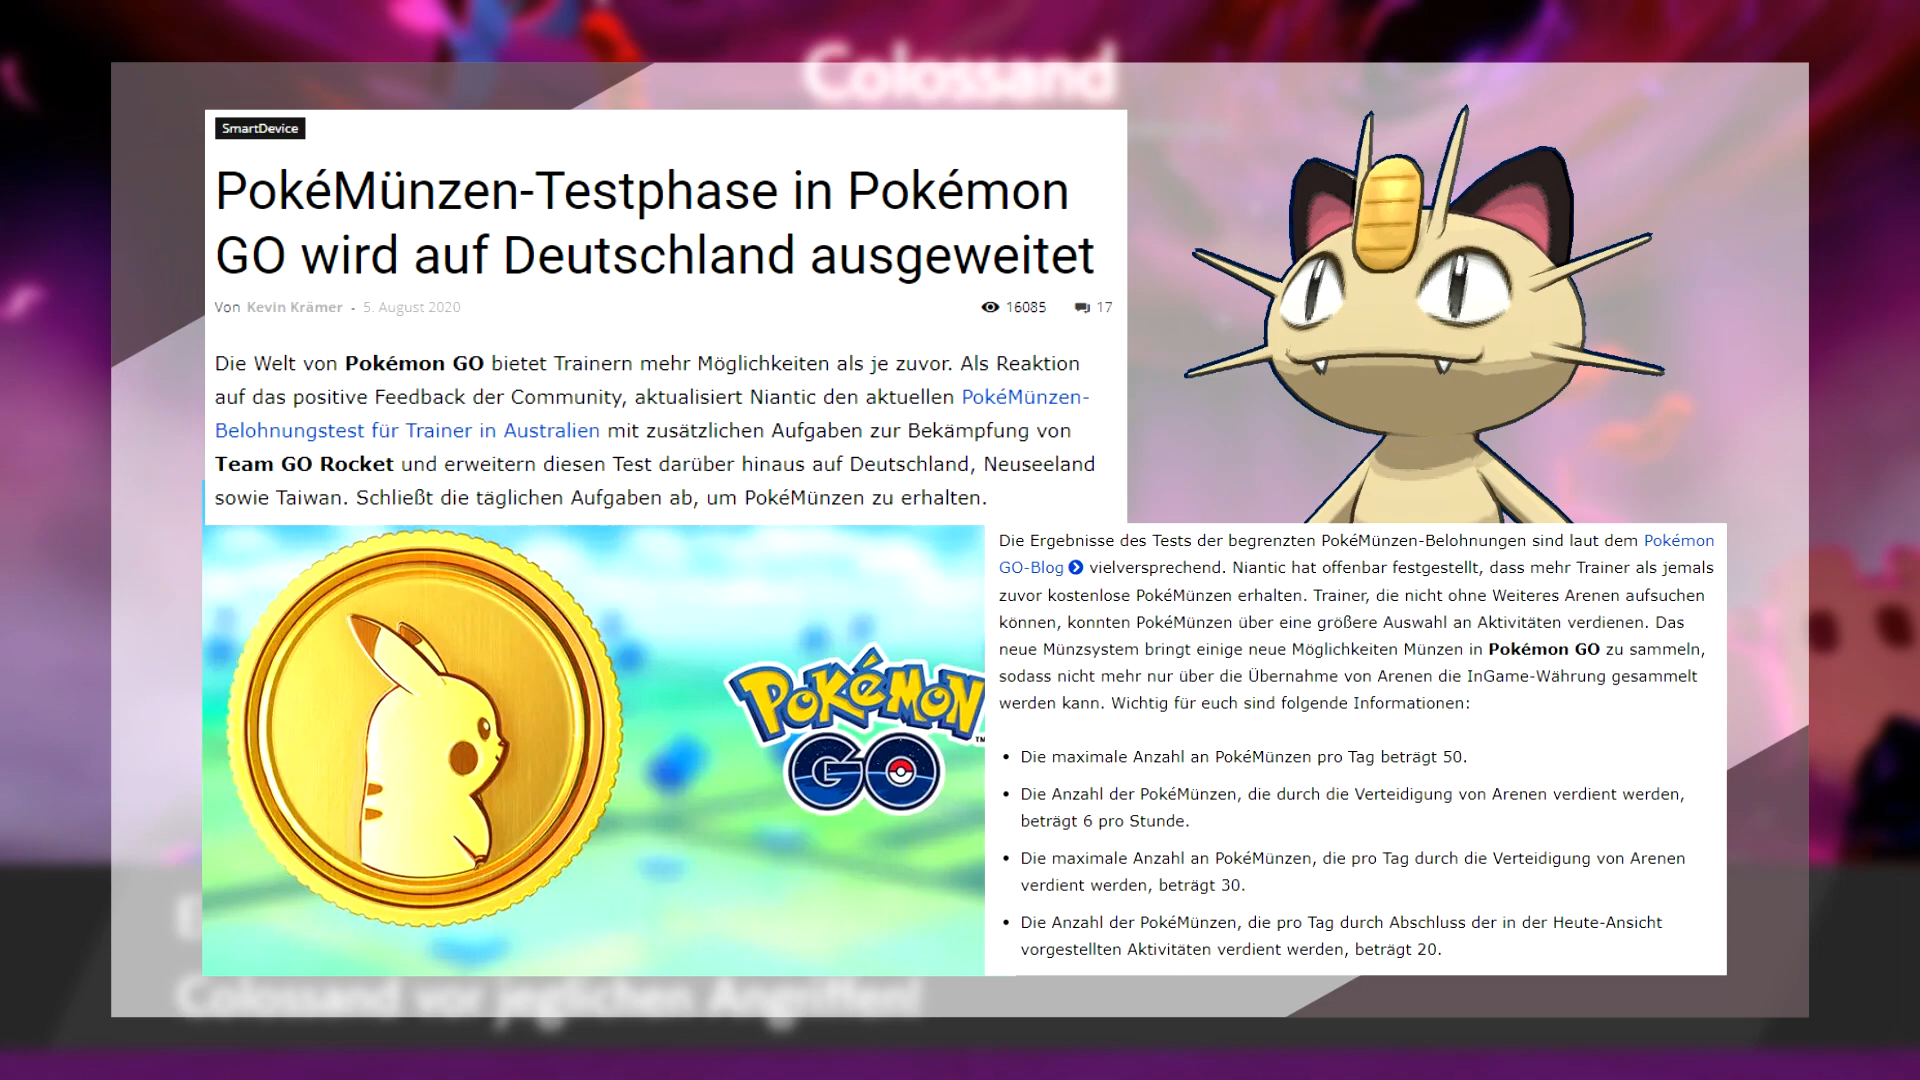 Colossand
SmartDevice
PokéMünzen-Testphase in Pokémon
GO wird auf Deutschland ausgeweitet
Von Kevin Krämer - 5. August 2020
16085 17
Die Welt von Pokémon GO bietet Trainern mehr Möglichkeiten als je zuvor. Als Reaktion
auf das positive Feedback der Community, aktualisiert Niantic den aktuellen PokéMünzen-
Belohnungstest für Trainer in Australien mit zusätzlichen Aufgaben zur Bekämpfung von
Team GO Rocket und erweitern diesen Test darüber hinaus auf Deutschland, Neuseeland
sowie Taiwan. Schließt die täglichen Aufgaben ab, um PokéMünzen zu erhalten.
POKéMON
GO
TM
Die Ergebnisse des Tests der begrenzten PokéMünzen-Belohnungen sind laut dem Pokémon
GO-Blog vielversprechend. Niantic hat offenbar festgestellt, dass mehr Trainer als jemals
zuvor kostenlose PokéMünzen erhalten. Trainer, die nicht ohne Weiteres Arenen aufsuchen
können, konnten PokéMünzen über eine größere Auswahl an Aktivitäten verdienen. Das
neue Münzsystem bringt einige neue Möglichkeiten Münzen in Pokémon GO zu sammeln,
sodass nicht mehr nur über die Übernahme von Arenen die InGame-Währung gesammelt
werden kann. Wichtig für euch sind folgende Informationen:
• Die maximale Anzahl an PokéMünzen pro Tag beträgt 50.
• Die Anzahl der PokéMünzen, die durch die Verteidigung von Arenen verdient werden,
beträgt 6 pro Stunde.
• Die maximale Anzahl an PokéMünzen, die pro Tag durch die Verteidigung von Arenen
verdient werden, beträgt 30.
• Die Anzahl der PokéMünzen, die pro Tag durch Abschluss der in der Heute-Ansicht
vorgestellten Aktivitäten verdient werden, beträgt 20.
Colossand vor jeglichen Angriffen!